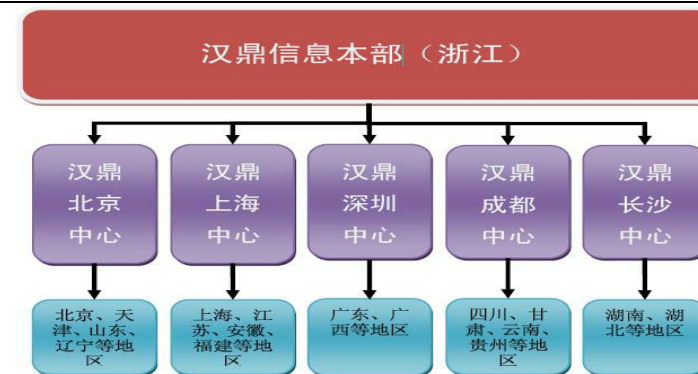 汉鼎信息本部（浙江）
汉鼎
北京
中心
汉鼎
上海
中心
汉鼎
深圳
中心
汉鼎
成都
中心
汉鼎
长沙
中心
北京、天
津、山东、
辽宁等地
区
上海、江
苏、安徽、
福建等地
区
广东、广
西等地区
四川、甘
肃、云南、
贵州等地
区
湖南、湖
北等地区